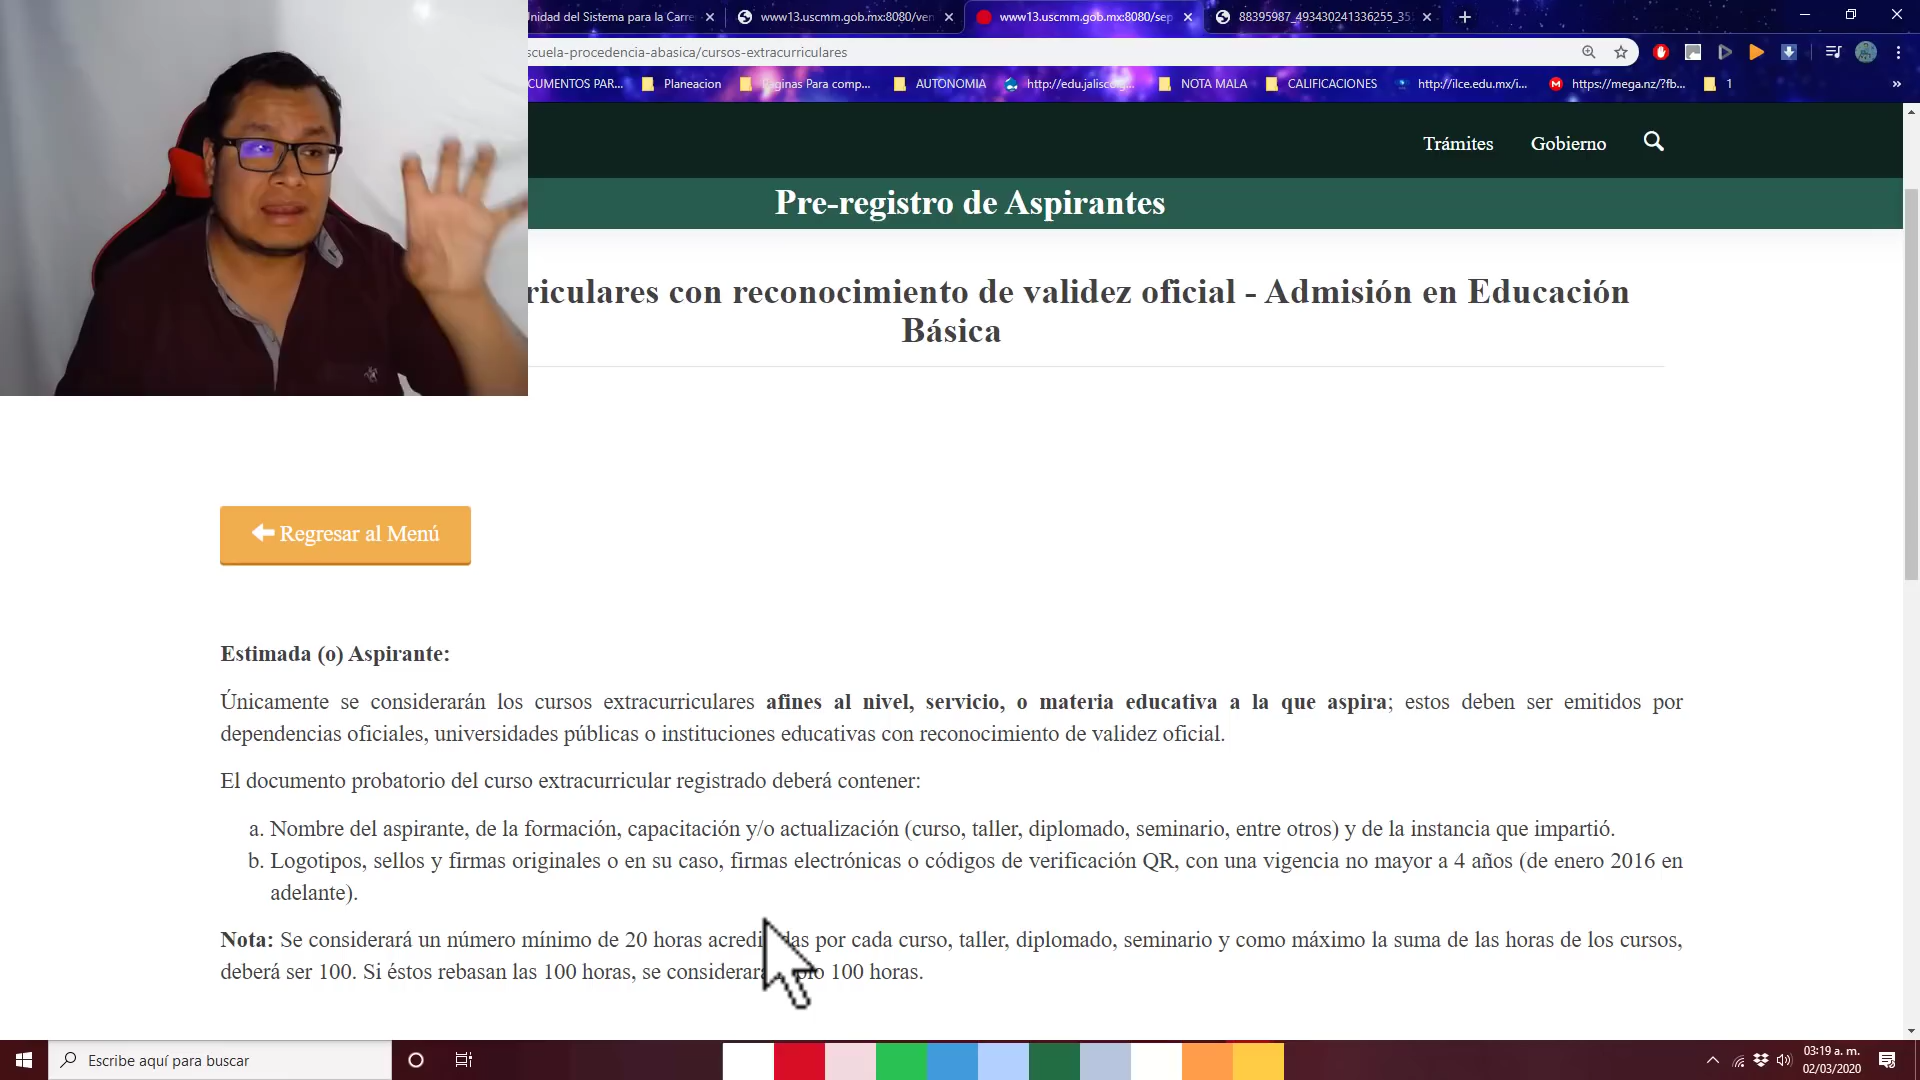 Unidad del Sistema para la Carre
www13.uscmm.gob.mx:8080/ven
www13.uscmm.gob.mx:8080/sep
88395987_493430241336255_35
scuela-procedencia-abasica/cursos-extracurriculares
CUMENTOS PAR...
Planeacion
Paginas Para comp...
AUTONOMIA
http://edu.jalisco.g...
NOTA MALA
CALIFICACIONES
http://ilce.edu.mx/i...
https://mega.nz/?fb...
1
»
Trámites
Gobierno
Pre-registro de Aspirantes
riculares con reconocimiento de validez oficial - Admisión en Educación
Básica
Regresar al Menú
Estimada (o) Aspirante:
Únicamente se considerarán los cursos extracurriculares afines al nivel, servicio, o materia educativa a la que aspira; estos deben ser emitidos por
dependencias oficiales, universidades públicas o instituciones educativas con reconocimiento de validez oficial.
El documento probatorio del curso extracurricular registrado deberá contener:
a. Nombre del aspirante, de la formación, capacitación y/o actualización (curso, taller, diplomado, seminario, entre otros) y de la instancia que impartió.
b. Logotipos, sellos y firmas originales o en su caso, firmas electrónicas o códigos de verificación QR, con una vigencia no mayor a 4 años (de enero 2016 en
adelante).
Nota: Se considerará un número mínimo de 20 horas acreditadas por cada curso, taller, diplomado, seminario y como máximo la suma de las horas de los cursos,
deberá ser 100. Si éstos rebasan las 100 horas, se considerará 100 horas.
Escribe aquí para buscar
03:19 a. m.
02/03/2020